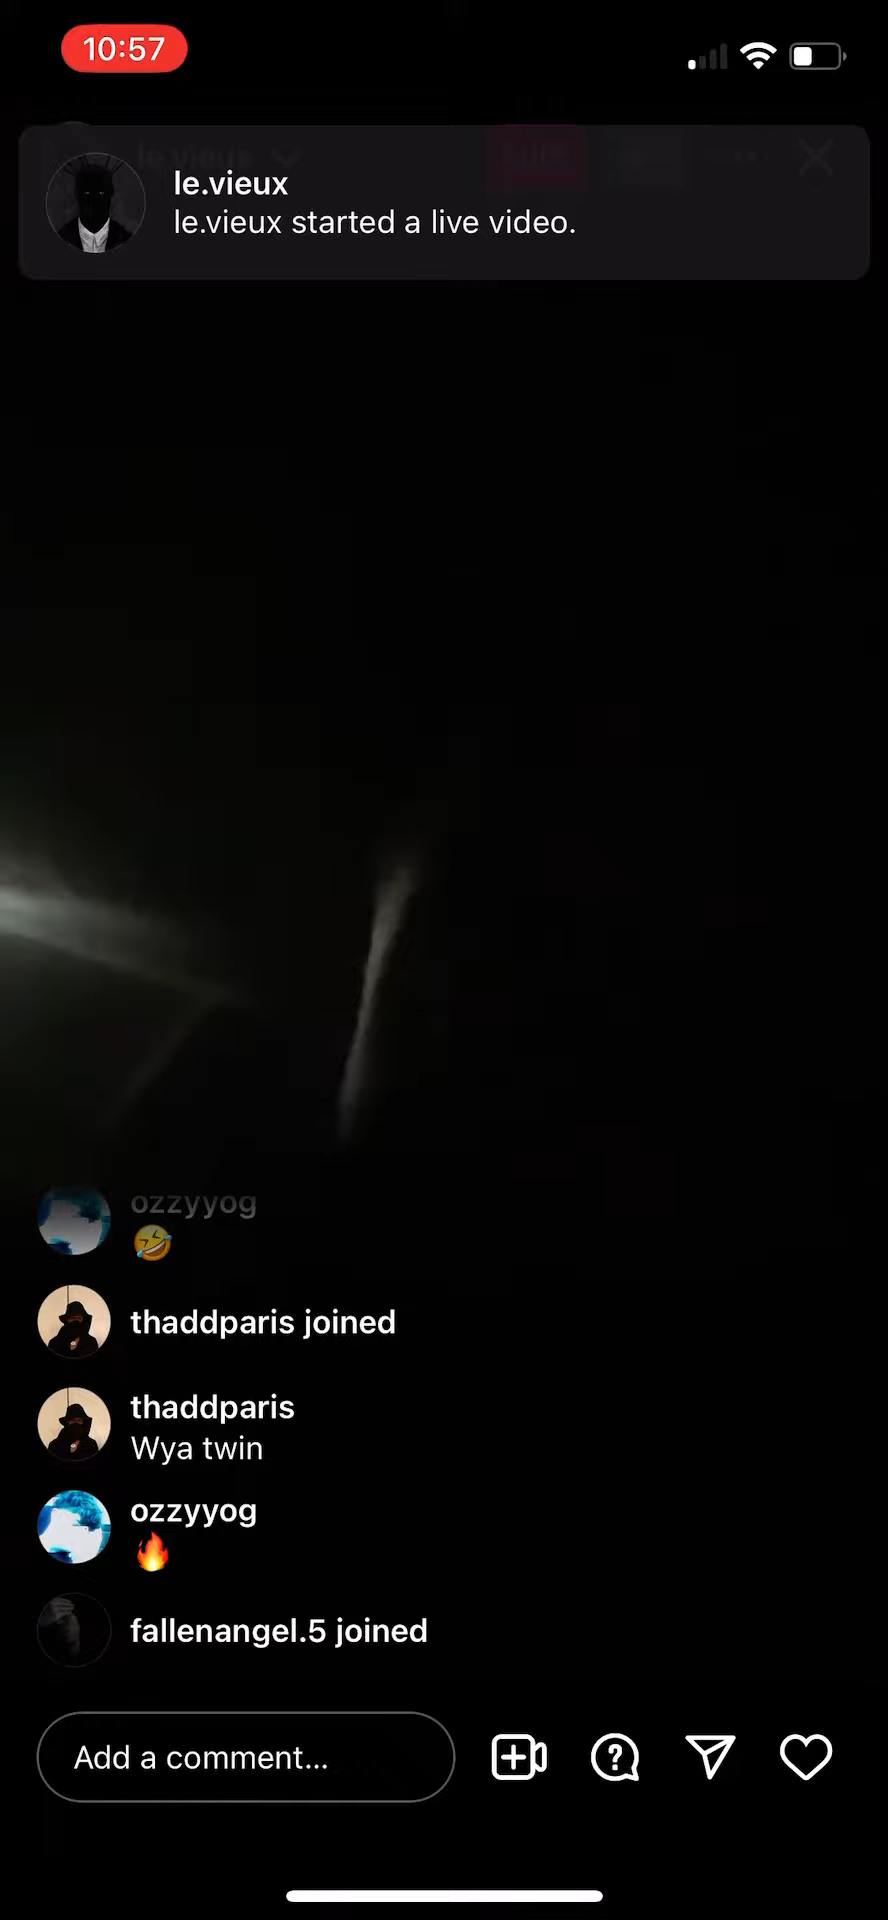 10:57
le.vieux
le.vieux started a live video.
ozzyyog
🤣
thaddparis joined
thaddparis
Wya twin
ozzyyog
🔥
fallenangel.5 joined
Add a comment...